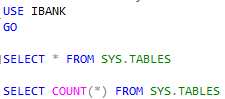 USE IBANK
GO
SELECT * FROM SYS.TABLES
SELECT COUNT(*) FROM SYS.TABLES